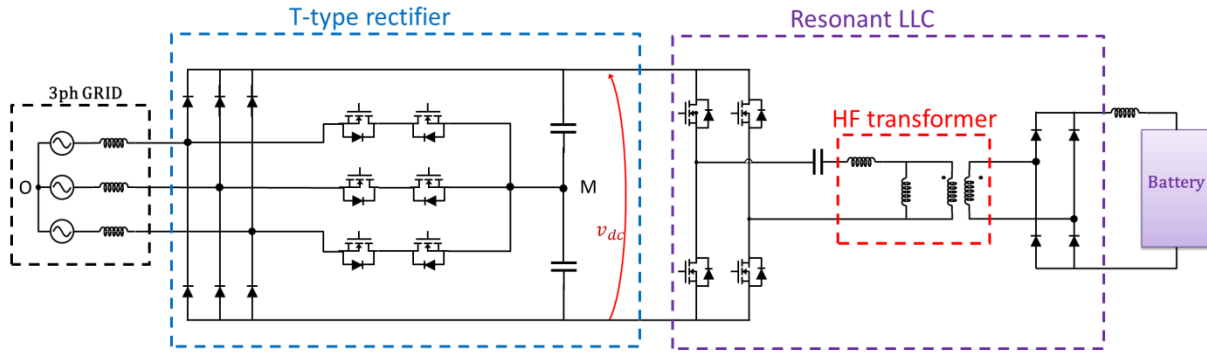 T-type rectifier
Resonant LLC
3ph GRID
HF transformer
O
M
v_dc
Battery